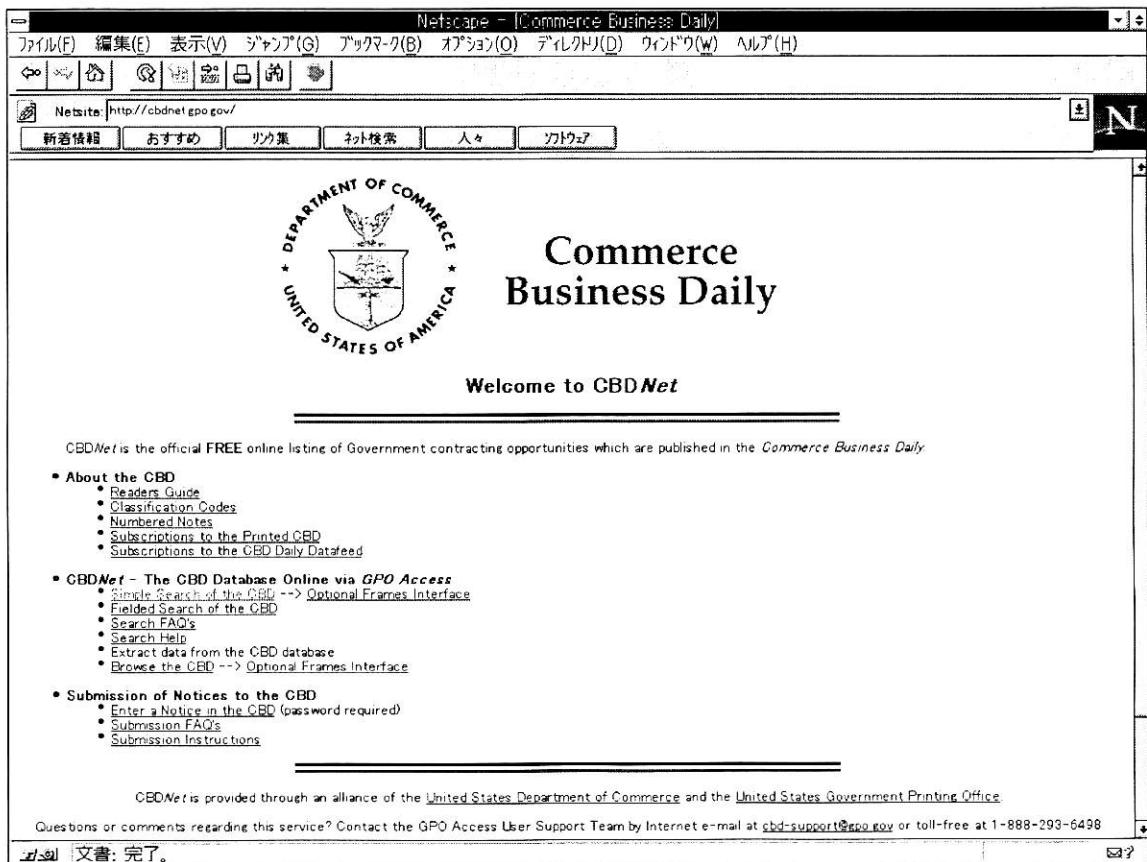 Netscape - [Commerce Business Daily]
ファイル(F) 編集(E) 表示(V) ジャンプ(G) ブックマーク(B) オプション(O) ディレクトリ(D) ウィンドウ(W) ヘルプ(H)
Netsite: http://cbdnet.gpo.gov/
N
新着情報 おすすめ リンク集 ネット検索 人々 ソフトウェア
DEPARTMENT OF COMMERCE
★ UNITED STATES OF AMERICA ★
Commerce
Business Daily
Welcome to CBDNet
CBDNet is the official FREE online listing of Government contracting opportunities which are published in the Commerce Business Daily.
• About the CBD
• Readers Guide
• Classification Codes
• Numbered Notes
• Subscriptions to the Printed CBD
• Subscriptions to the CBD Daily Datafeed
• CBDNet - The CBD Database Online via GPO Access
• Simple Search of the CBD --> Optional Frames Interface
• Fielded Search of the CBD
• Search FAQ's
• Search Help
• Extract data from the CBD database
• Browse the CBD --> Optional Frames Interface
• Submission of Notices to the CBD
• Enter a Notice in the CBD (password required)
• Submission FAQ's
• Submission Instructions
CBDNet is provided through an alliance of the United States Department of Commerce and the United States Government Printing Office.
Questions or comments regarding this service? Contact the GPO Access User Support Team by Internet e-mail at cbd-support@gpo.gov or toll-free at 1-888-293-6498
文書: 完了。